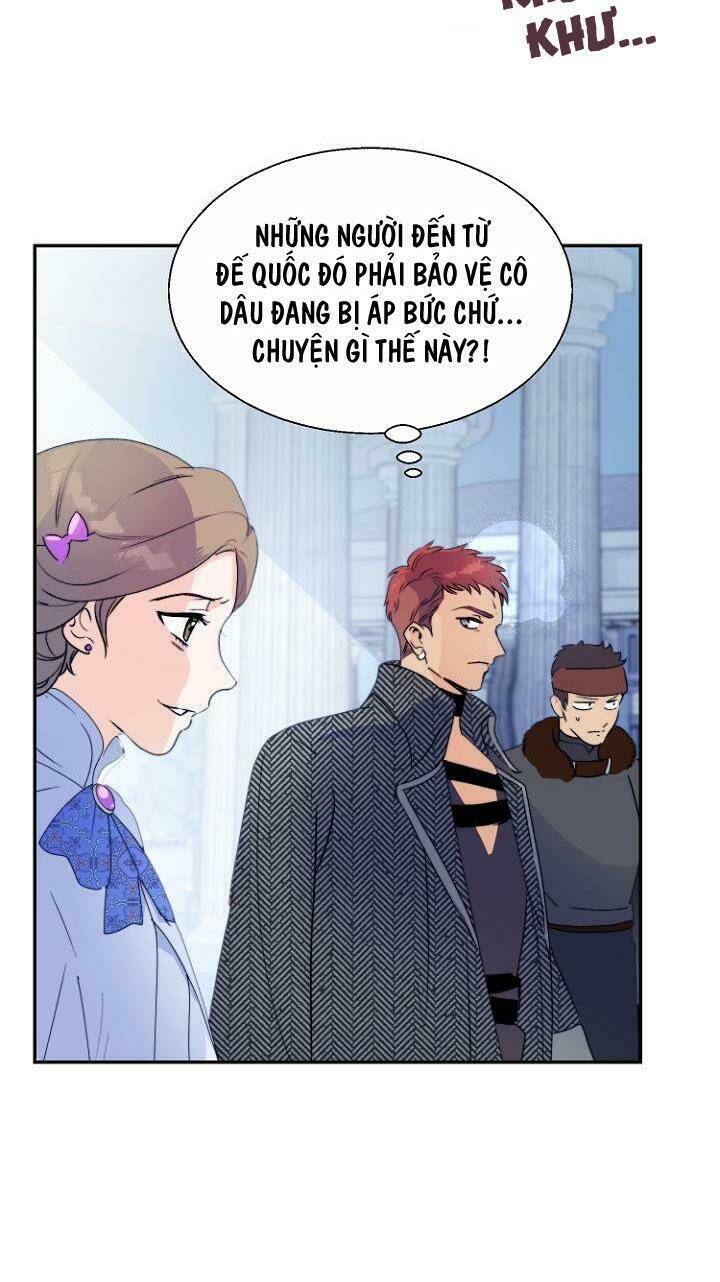 KHƯ...
NHỮNG NGƯỜI ĐẾN TỪ
ĐẾ QUỐC ĐÓ PHẢI BẢO VỆ CÔ
DÂU ĐANG BỊ ÁP BỨC CHỨ...
CHUYỆN GÌ THẾ NÀY?!